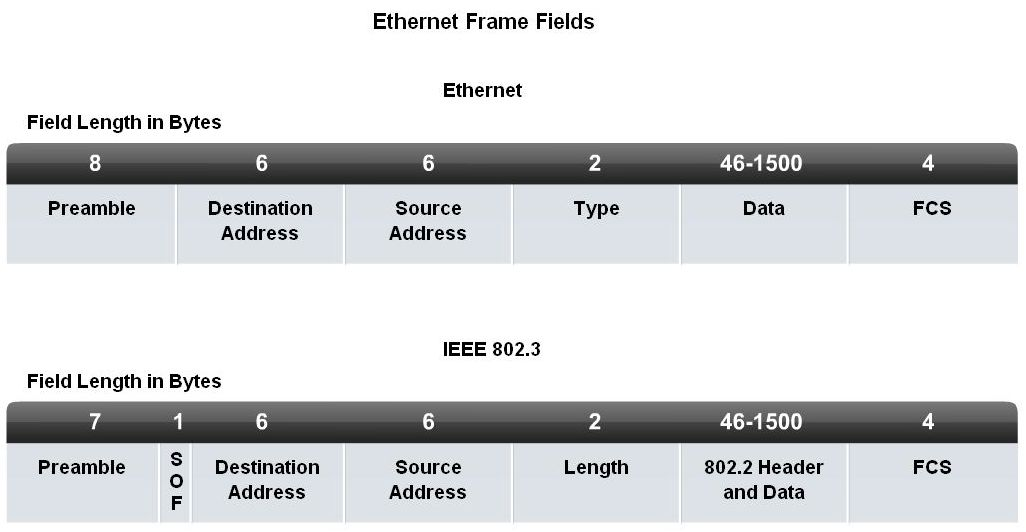 Ethernet Frame Fields
Ethernet
Field Length in Bytes
8 6 6 2 46-1500 4
Preamble Destination Source Type Data FCS
Address Address
IEEE 802.3
Field Length in Bytes
7 1 6 6 2 46-1500 4
Preamble SOF Destination Source Length 802.2 Header FCS
Address Address and Data